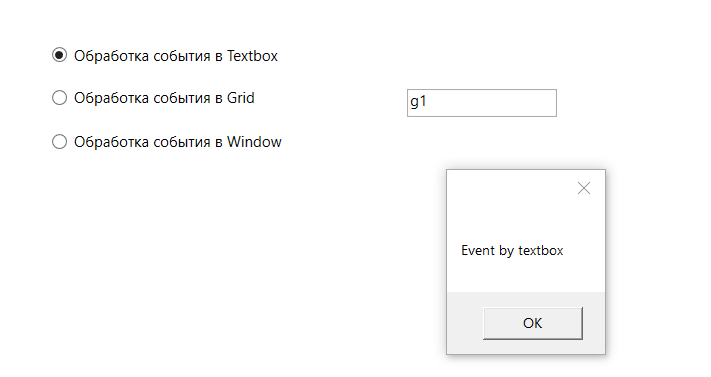 Обработка события в Textbox
Обработка события в Grid
g1
Обработка события в Window
Event by textbox
OK